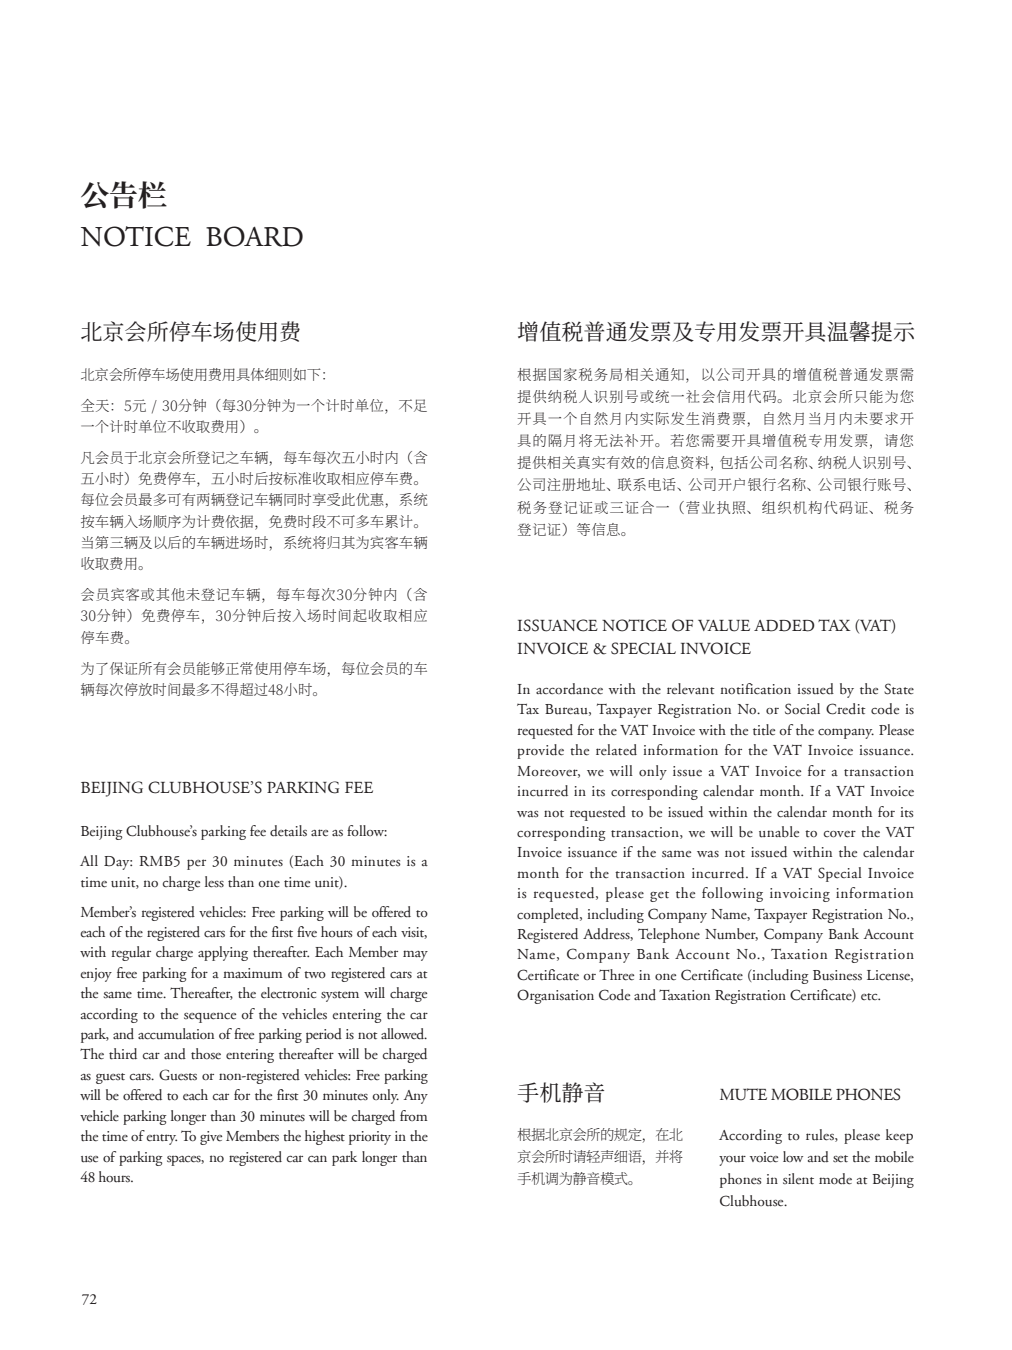 公告栏
NOTICE BOARD
北京会所停车场使用费
北京会所停车场使用费用具体细则如下：
全天：5元 / 30分钟（每30分钟为一个计时单位，不足
一个计时单位不收取费用）。
凡会员于北京会所登记之车辆，每车每次五小时内（含
五小时）免费停车，五小时后按标准收取相应停车费。
每位会员最多可有两辆登记车辆同时享受此优惠，系统
按车辆入场顺序为计费依据，免费时段不可多车累计。
当第三辆及以后的车辆进场时，系统将归其为宾客车辆
收取费用。
会员宾客或其他未登记车辆，每车每次30分钟内（含
30分钟）免费停车，30分钟后按入场时间起收取相应
停车费。
为了保证所有会员能够正常使用停车场，每位会员的车
辆每次停放时间最多不得超过48小时。
BEIJING CLUBHOUSE’S PARKING FEE
Beijing Clubhouse’s parking fee details are as follow:
All Day: RMB5 per 30 minutes (Each 30 minutes is a
time unit, no charge less than one time unit).
Member’s registered vehicles: Free parking will be offered to
each of the registered cars for the first five hours of each visit,
with regular charge applying thereafter. Each Member may
enjoy free parking for a maximum of two registered cars at
the same time. Thereafter, the electronic system will charge
according to the sequence of the vehicles entering the car
park, and accumulation of free parking period is not allowed.
The third car and those entering thereafter will be charged
as guest cars. Guests or non-registered vehicles: Free parking
will be offered to each car for the first 30 minutes only. Any
vehicle parking longer than 30 minutes will be charged from
the time of entry. To give Members the highest priority in the
use of parking spaces, no registered car can park longer than
48 hours.
增值税普通发票及专用发票开具温馨提示
根据国家税务局相关通知，以公司开具的增值税普通发票需
提供纳税人识别号或统一社会信用代码。北京会所只能为您
开具一个自然月内实际发生消费票，自然月当月内未要求开
具的隔月将无法补开。若您需要开具增值税专用发票，请您
提供相关真实有效的信息资料，包括公司名称、纳税人识别号、
公司注册地址、联系电话、公司开户银行名称、公司银行账号、
税务登记证或三证合一（营业执照、组织机构代码证、税务
登记证）等信息。
ISSUANCE NOTICE OF VALUE ADDED TAX (VAT)
INVOICE & SPECIAL INVOICE
In accordance with the relevant notification issued by the State
Tax Bureau, Taxpayer Registration No. or Social Credit code is
requested for the VAT Invoice with the title of the company. Please
provide the related information for the VAT Invoice issuance.
Moreover, we will only issue a VAT Invoice for a transaction
incurred in its corresponding calendar month. If a VAT Invoice
was not requested to be issued within the calendar month for its
corresponding transaction, we will be unable to cover the VAT
Invoice issuance if the same was not issued within the calendar
month for the transaction incurred. If a VAT Special Invoice
is requested, please get the following invoicing information
completed, including Company Name, Taxpayer Registration No.,
Registered Address, Telephone Number, Company Bank Account
Name, Company Bank Account No., Taxation Registration
Certificate or Three in one Certificate (including Business License,
Organisation Code and Taxation Registration Certificate) etc.
手机静音
根据北京会所的规定，在北
京会所时请轻声细语，并将
手机调为静音模式。
MUTE MOBILE PHONES
According to rules, please keep
your voice low and set the mobile
phones in silent mode at Beijing
Clubhouse.
72